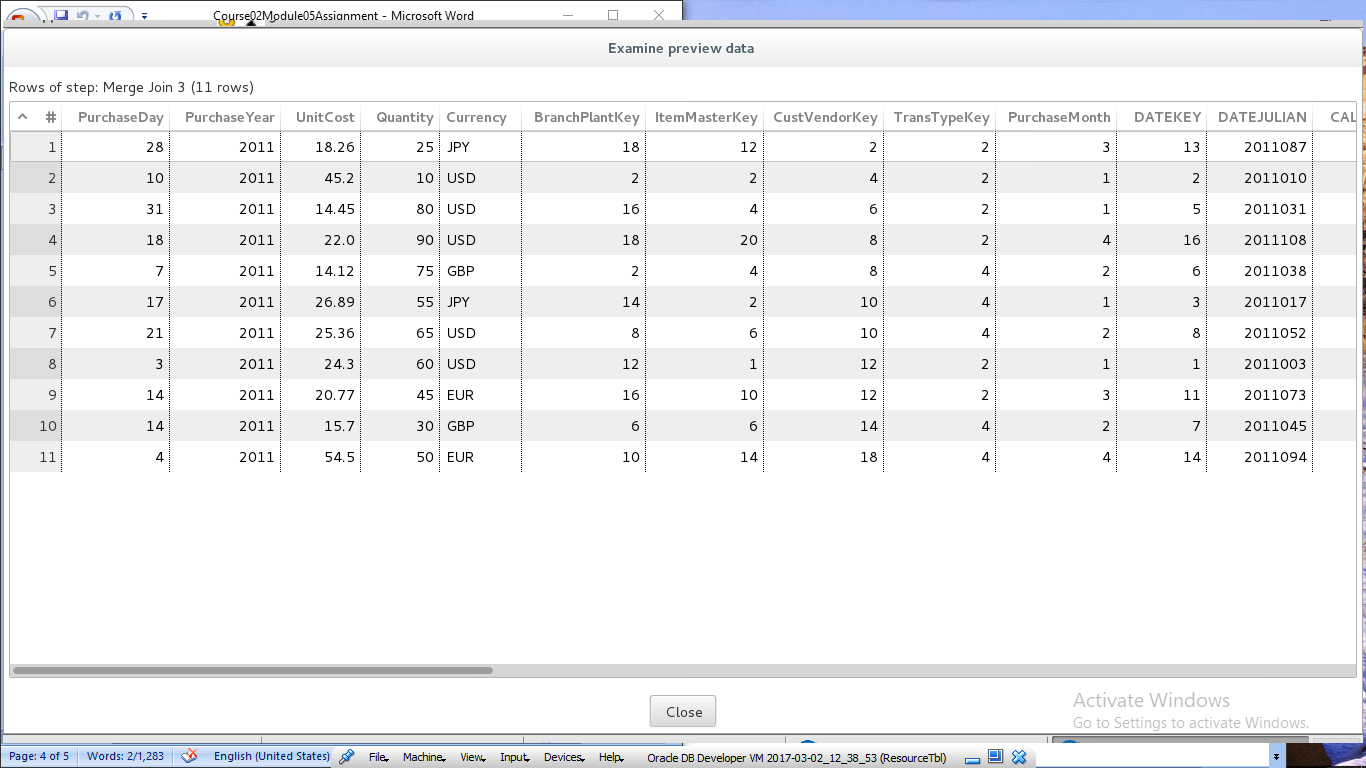 Course02Module05Assignment - Microsoft Word
Examine preview data
Rows of step: Merge Join 3 (11 rows)
# PurchaseDay PurchaseYear UnitCost Quantity Currency BranchPlantKey ItemMasterKey CustVendorKey TransTypeKey PurchaseMonth DATEKEY DATEJULIAN CAL
1 28 2011 18.26 25 JPY 18 12 2 2 3 13 2011087
2 10 2011 45.2 10 USD 2 2 4 2 1 2 2011010
3 31 2011 14.45 80 USD 16 4 6 2 1 5 2011031
4 18 2011 22.0 90 USD 18 20 8 2 4 16 2011108
5 7 2011 14.12 75 GBP 2 4 8 4 2 6 2011038
6 17 2011 26.89 55 JPY 14 2 10 4 1 3 2011017
7 21 2011 25.36 65 USD 8 6 10 4 2 8 2011052
8 3 2011 24.3 60 USD 12 1 12 2 1 1 2011003
9 14 2011 20.77 45 EUR 16 10 12 2 3 11 2011073
10 14 2011 15.7 30 GBP 6 6 14 4 2 7 2011045
11 4 2011 54.5 50 EUR 10 14 18 4 4 14 2011094
Close
Activate Windows
Go to Settings to activate Windows.
Page: 4 of 5 Words: 2/1,283 English (United States) File Machine View Input Devices Help Oracle DB Developer VM 2017-03-02_12_38_53 (ResourceTbl)